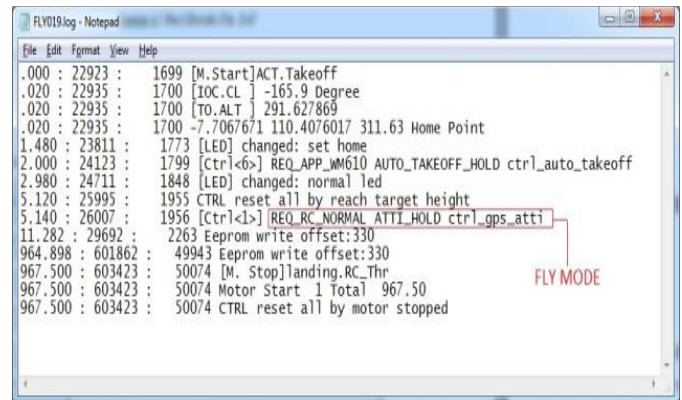 FLY019.log - Notepad
File Edit Format View Help
.000 : 22923 : 1699 [M.Start]ACT.Takeoff
.020 : 22935 : 1700 [IOC.CL ] -165.9 Degree
.020 : 22935 : 1700 [TO.ALT ] 291.627869
.020 : 22935 : 1700 -7.7067671 110.4076017 311.63 Home Point
1.480 : 23811 : 1773 [LED] changed: set home
2.000 : 24123 : 1799 [Ctrl<6>] REQ_APP_WM610 AUTO_TAKEOFF_HOLD ctrl_auto_takeoff
2.980 : 24711 : 1848 [LED] changed: normal led
5.120 : 25995 : 1955 CTRL reset all by reach target height
5.140 : 26007 : 1956 [Ctrl<1>] REQ_RC_NORMAL ATTI_HOLD ctrl_gps_atti
11.282 : 29692 : 2263 Eeprom write offset:330
964.898 : 601862 : 49943 Eeprom write offset:330
967.500 : 603423 : 50074 [M. Stop]landing.RC_Thr
967.500 : 603423 : 50074 Motor Start 1 Total 967.50
967.500 : 603423 : 50074 CTRL reset all by motor stopped
FLY MODE